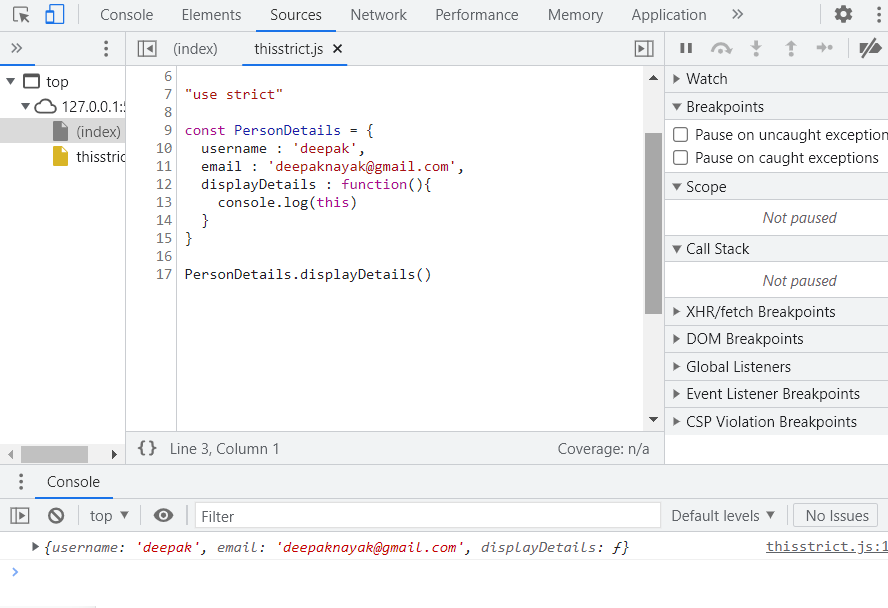 Console Elements Sources Network Performance Memory Application
(index) thisstrict.js
top
127.0.0.1:5
(index)
thisstric
6
7 "use strict"
8
9 const PersonDetails = {
10 username : 'deepak',
11 email : 'deepaknayak@gmail.com',
12 displayDetails : function(){
13 console.log(this)
14 }
15 }
16
17 PersonDetails.displayDetails()
{ } Line 3, Column 1 Coverage: n/a
Watch
Breakpoints
Pause on uncaught exception
Pause on caught exceptions
Scope
Not paused
Call Stack
Not paused
XHR/fetch Breakpoints
DOM Breakpoints
Global Listeners
Event Listener Breakpoints
CSP Violation Breakpoints
Console
top Filter Default levels No Issues
{username: 'deepak', email: 'deepaknayak@gmail.com', displayDetails: ƒ} thisstrict.js:1